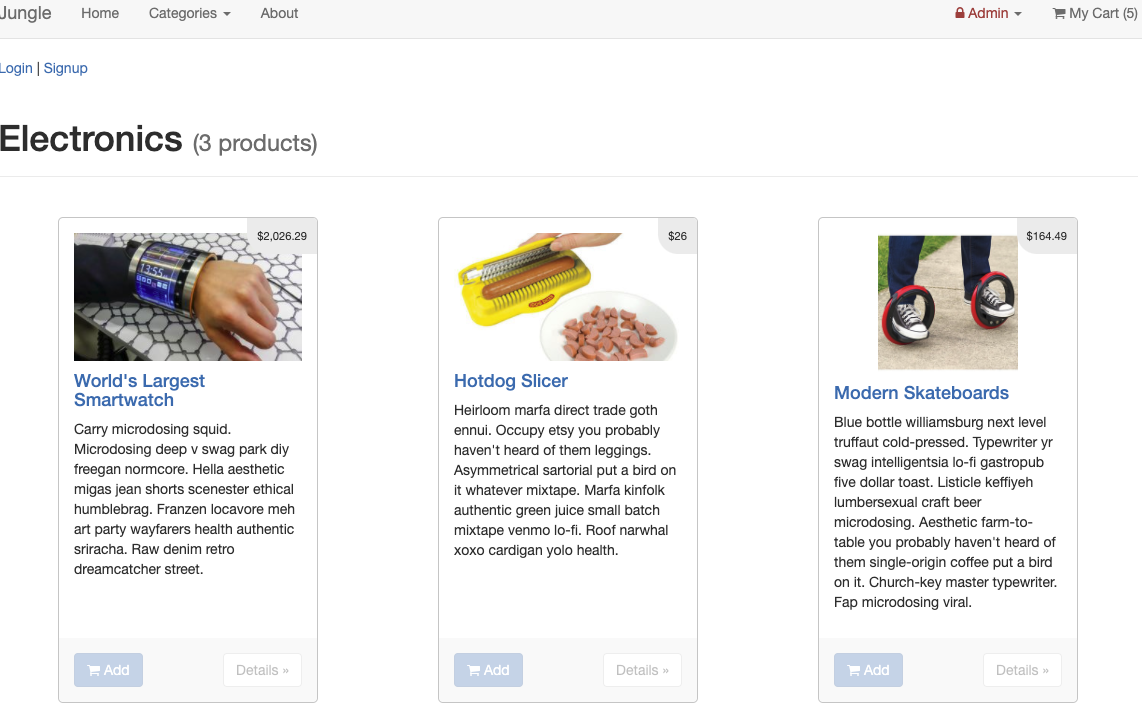 Jungle Home Categories About Admin My Cart (5)
Login | Signup
Electronics (3 products)
$2,026.29
13:55
World's Largest
Smartwatch
Carry microdosing squid.
Microdosing deep v swag park diy
freegan normcore. Hella aesthetic
migas jean shorts scenester ethical
humblebrag. Franzen locavore meh
art party wayfarers health authentic
sriracha. Raw denim retro
dreamcatcher street.
Add Details »
$26
Hotdog Slicer
Heirloom marfa direct trade goth
ennui. Occupy etsy you probably
haven't heard of them leggings.
Asymmetrical sartorial put a bird on
it whatever mixtape. Marfa kinfolk
authentic green juice small batch
mixtape venmo lo-fi. Roof narwhal
xoxo cardigan yolo health.
Add Details »
$164.49
Modern Skateboards
Blue bottle williamsburg next level
truffaut cold-pressed. Typewriter yr
swag intelligentsia lo-fi gastropub
five dollar toast. Listicle keffiyeh
lumbersexual craft beer
microdosing. Aesthetic farm-to-
table you probably haven't heard of
them single-origin coffee put a bird
on it. Church-key master typewriter.
Fap microdosing viral.
Add Details »